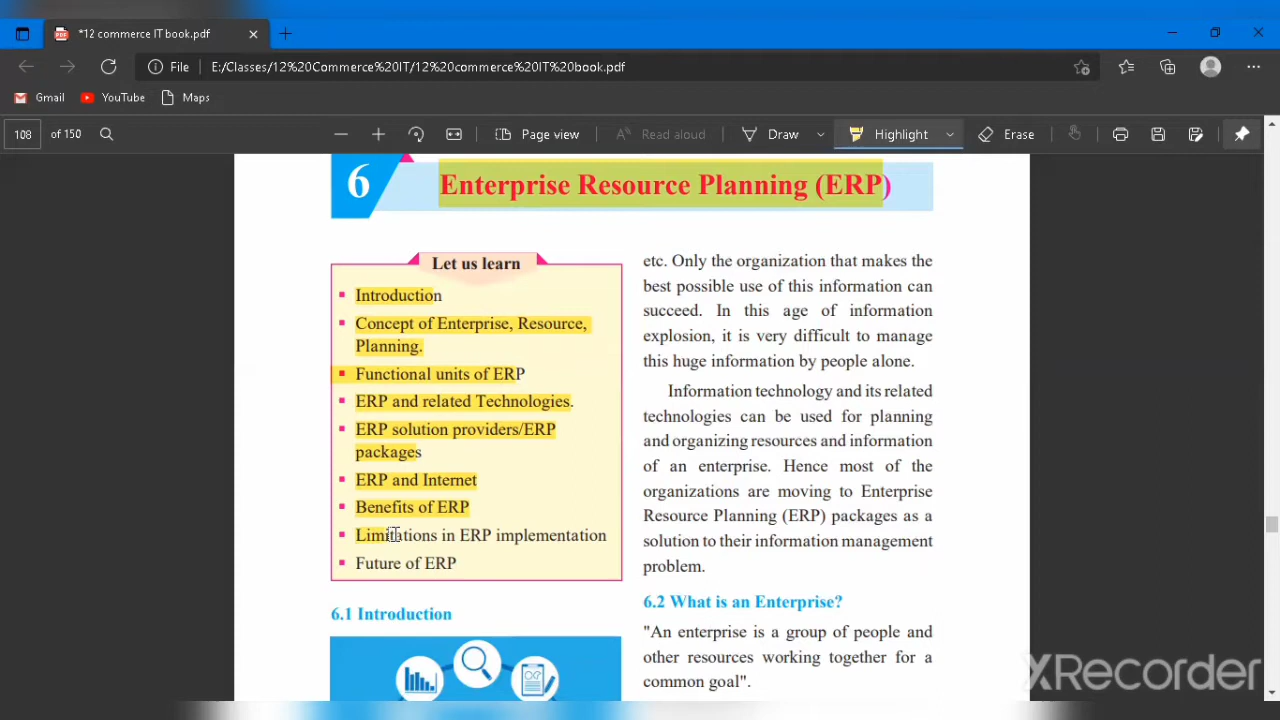 *12 commerce IT book.pdf
File
E:/Classes/12%20Commerce%20IT/12%20commerce%20IT%20book.pdf
Gmail
YouTube
Maps
108
of 150
Page view
Read aloud
Draw
Highlight
Erase
6
Enterprise Resource Planning (ERP)
Let us learn
Introduction
Concept of Enterprise, Resource,
Planning.
Functional units of ERP
ERP and related Technologies.
ERP solution providers/ERP
packages
ERP and Internet
Benefits of ERP
Limitations in ERP implementation
Future of ERP
6.1 Introduction
etc. Only the organization that makes the
best possible use of this information can
succeed. In this age of information
explosion, it is very difficult to manage
this huge information by people alone.
Information technology and its related
technologies can be used for planning
and organizing resources and information
of an enterprise. Hence most of the
organizations are moving to Enterprise
Resource Planning (ERP) packages as a
solution to their information management
problem.
6.2 What is an Enterprise?
"An enterprise is a group of people and
other resources working together for a
common goal".
XRecorder